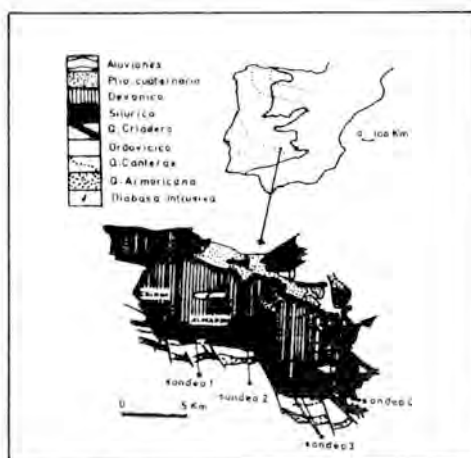 Aluviones
Plio cuaternario
Devonico
Silurico
Q. Criadero
Ordovicico
Q. Canteras
Q. Armoricana
Diabasa intrusiva
0 100 Km
ALMADEN
sondeo 1
sondeo 2
sondeo 3
0 5 Km